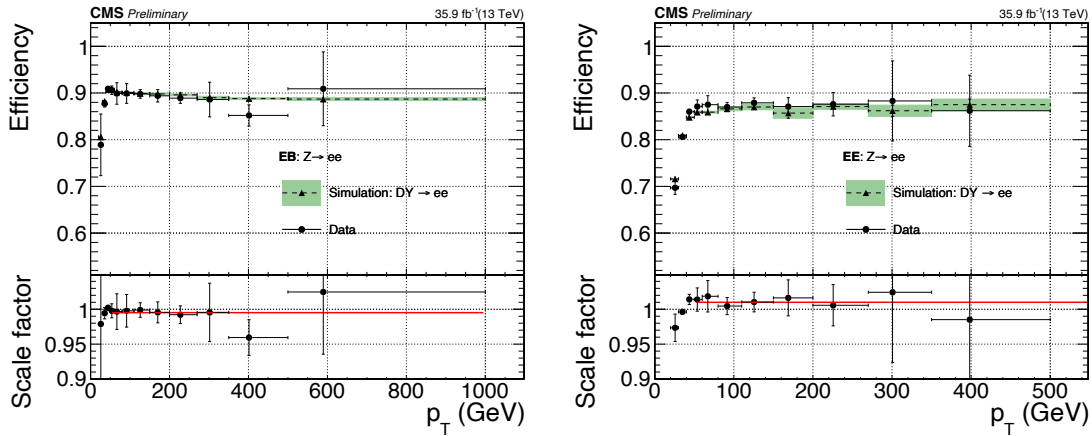 CMS Preliminary 35.9 fb⁻¹(13 TeV)
Efficiency
1
0.9
0.8
0.7
0.6
EB: Z→ ee
Simulation: DY → ee
Data
Scale factor
1
0.95
0.9
0 200 400 600 800 1000
p_T (GeV)
CMS Preliminary 35.9 fb⁻¹(13 TeV)
Efficiency
1
0.9
0.8
0.7
0.6
EE: Z→ ee
Simulation: DY → ee
Data
Scale factor
1
0.95
0.9
0 100 200 300 400 500
p_T (GeV)